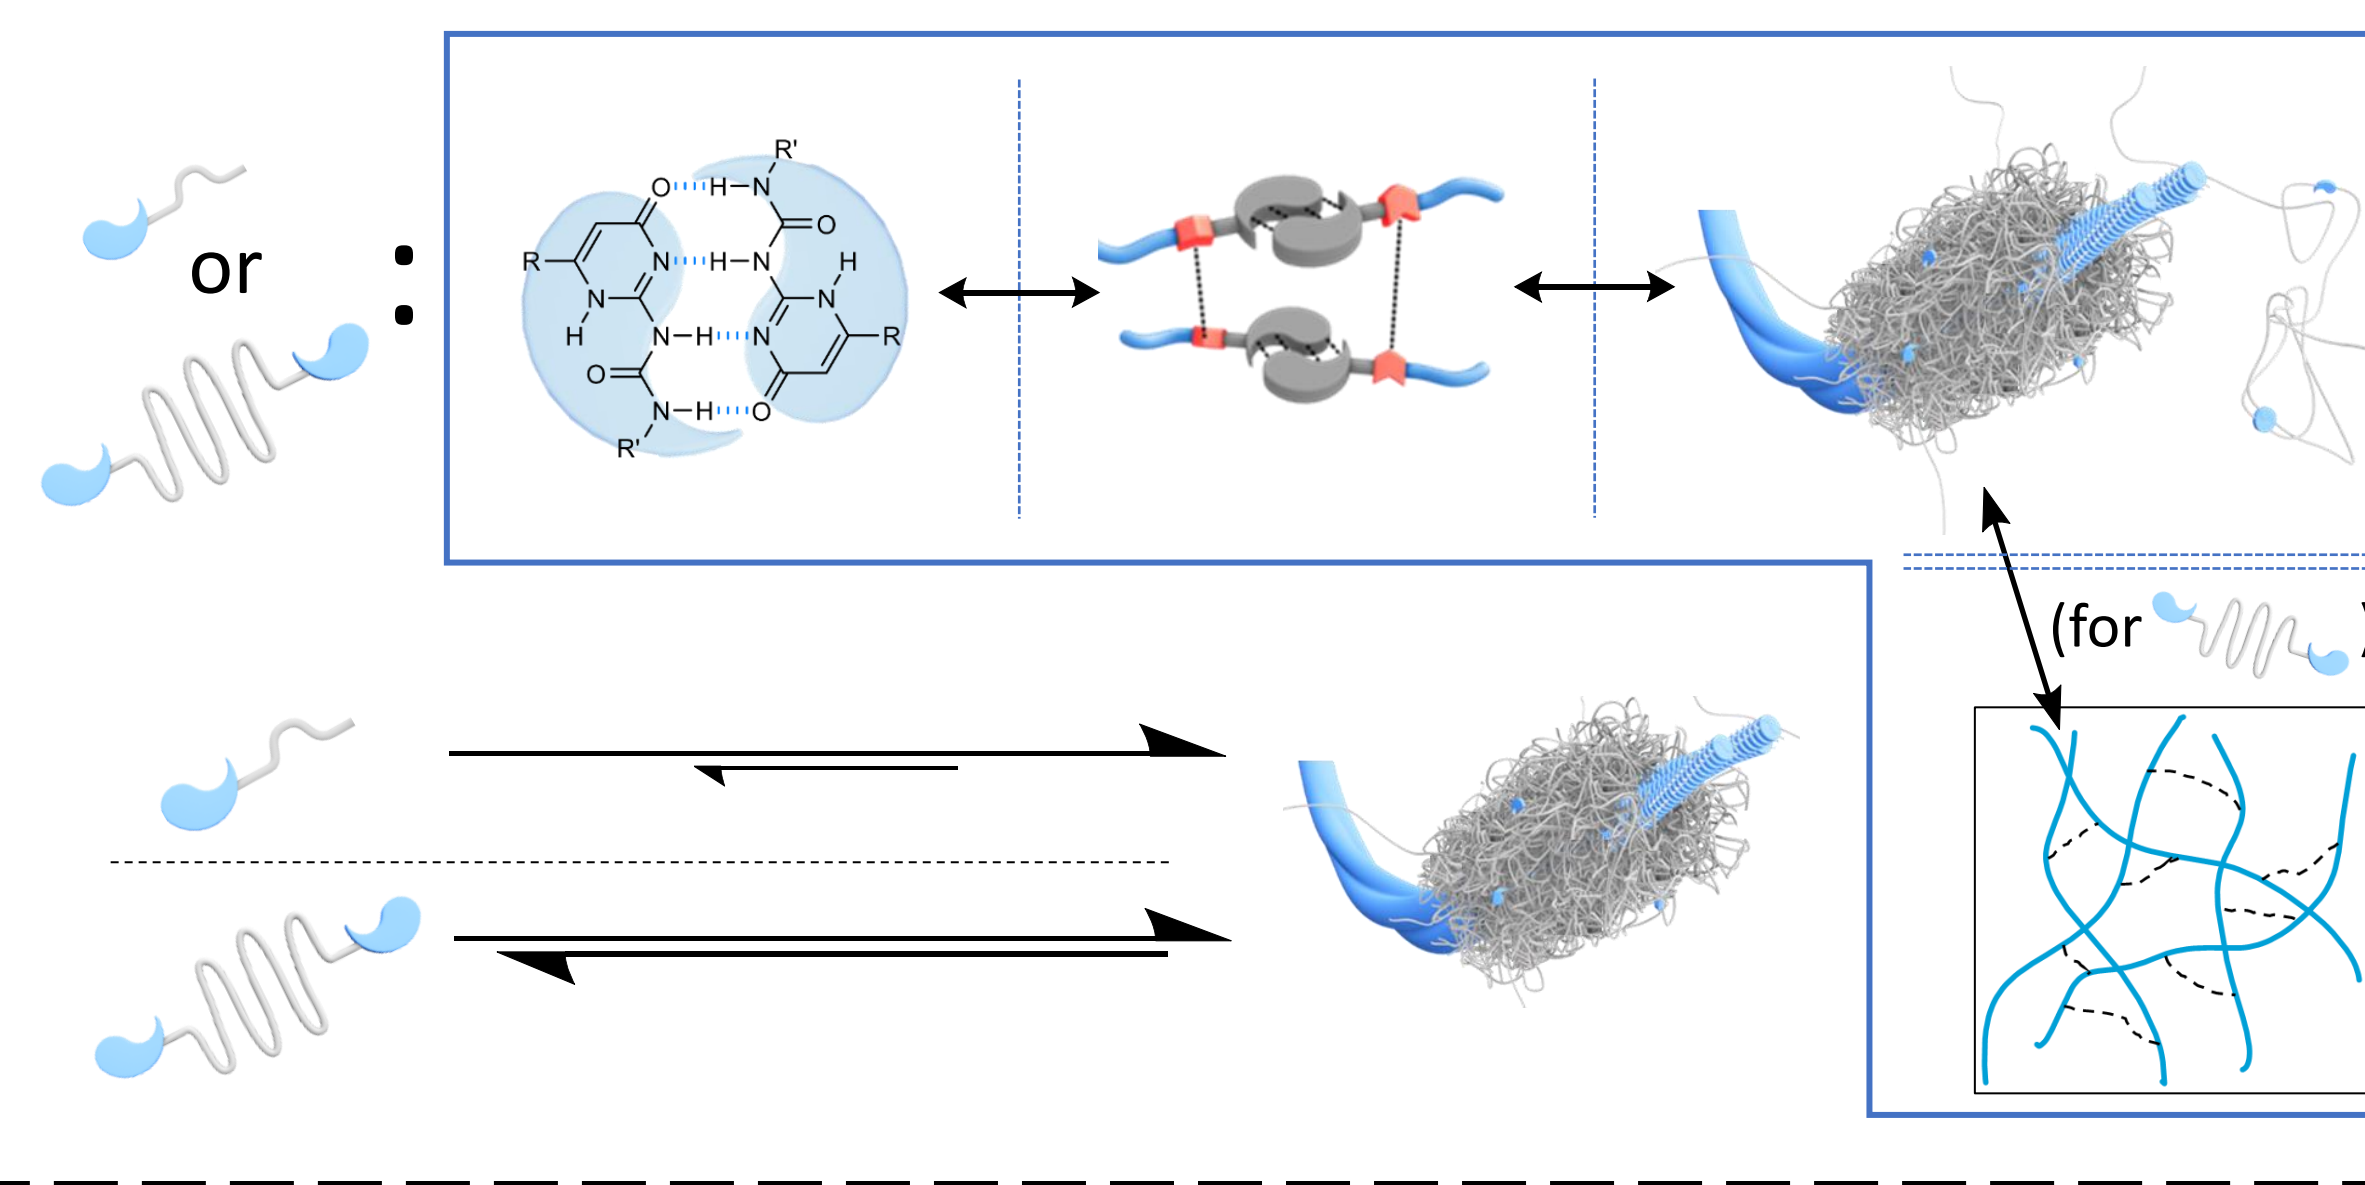 or
:
R'
O H N
O
R N H N H
N N
H N H N R
O
N H O
R'
(for )